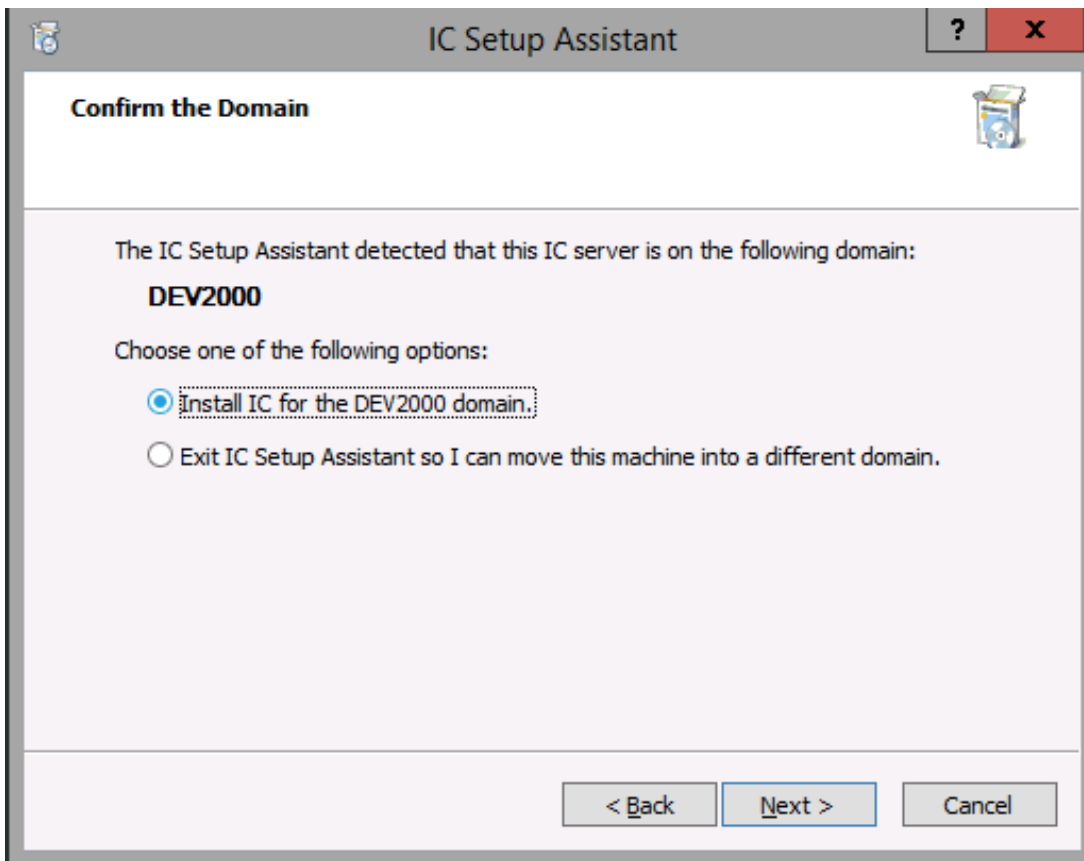 IC Setup Assistant
? x
Confirm the Domain
The IC Setup Assistant detected that this IC server is on the following domain:
DEV2000
Choose one of the following options:
Install IC for the DEV2000 domain.
Exit IC Setup Assistant so I can move this machine into a different domain.
< Back Next > Cancel